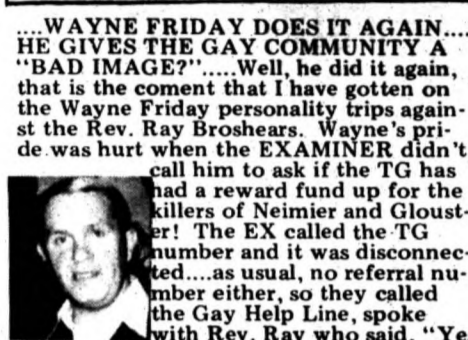 ....WAYNE FRIDAY DOES IT AGAIN....
HE GIVES THE GAY COMMUNITY A
"BAD IMAGE?".....Well, he did it again,
that is the coment that I have gotten on
the Wayne Friday personality trips again-
st the Rev. Ray Broshears. Wayne's pri-
de was hurt when the EXAMINER didn't
call him to ask if the TG has
had a reward fund up for the
killers of Neimier and Gloust-
er! The EX called the TG
number and it was disconnec-
ted....as usual, no referral nu-
mber either, so they called
the Gay Help Line, spoke
with Rev. Ray who said, "Ye